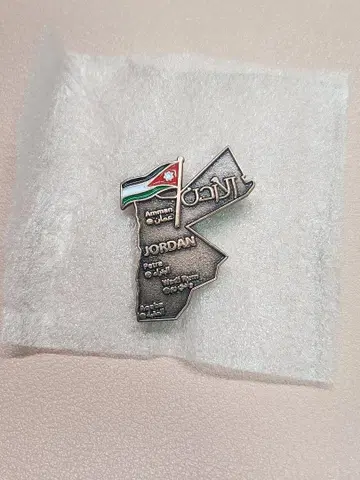 الأردن
Amman
عمان
JORDAN
Petra
البتراء
Wadi Rum
وادي رم
Aqaba
العقبة